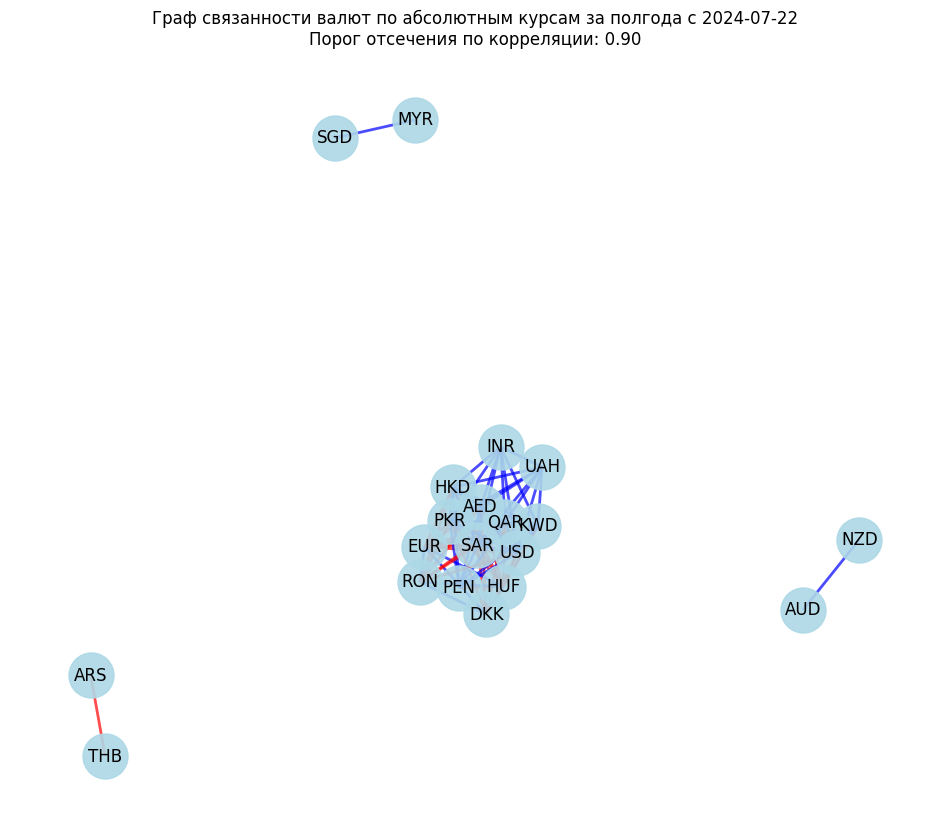 Граф связанности валют по абсолютным курсам за полгода с 2024-07-22
Порог отсечения по корреляции: 0.90
MYR
SGD
INR
UAH
HKD
AED
PKR
QAR
KWD
EUR
SAR
USD
NZD
RON
PEN
HUF
AUD
DKK
ARS
THB